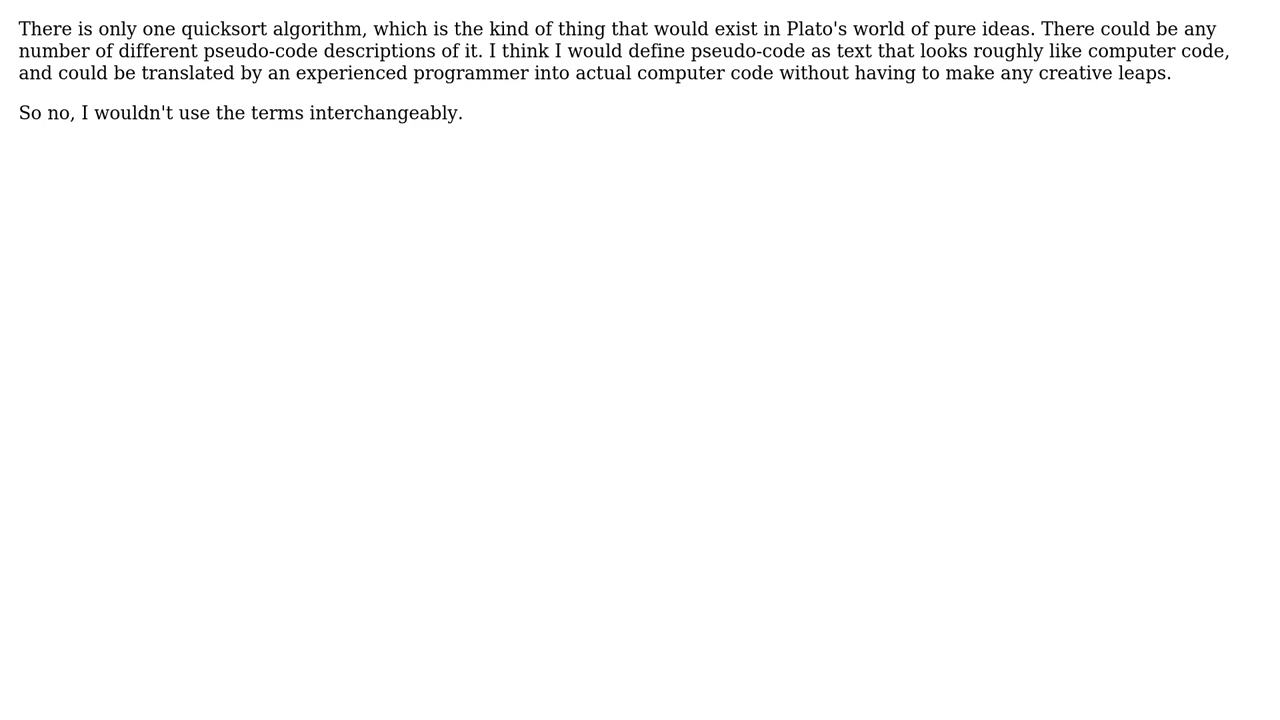 There is only one quicksort algorithm, which is the kind of thing that would exist in Plato's world of pure ideas. There could be any
number of different pseudo-code descriptions of it. I think I would define pseudo-code as text that looks roughly like computer code,
and could be translated by an experienced programmer into actual computer code without having to make any creative leaps.
So no, I wouldn't use the terms interchangeably.